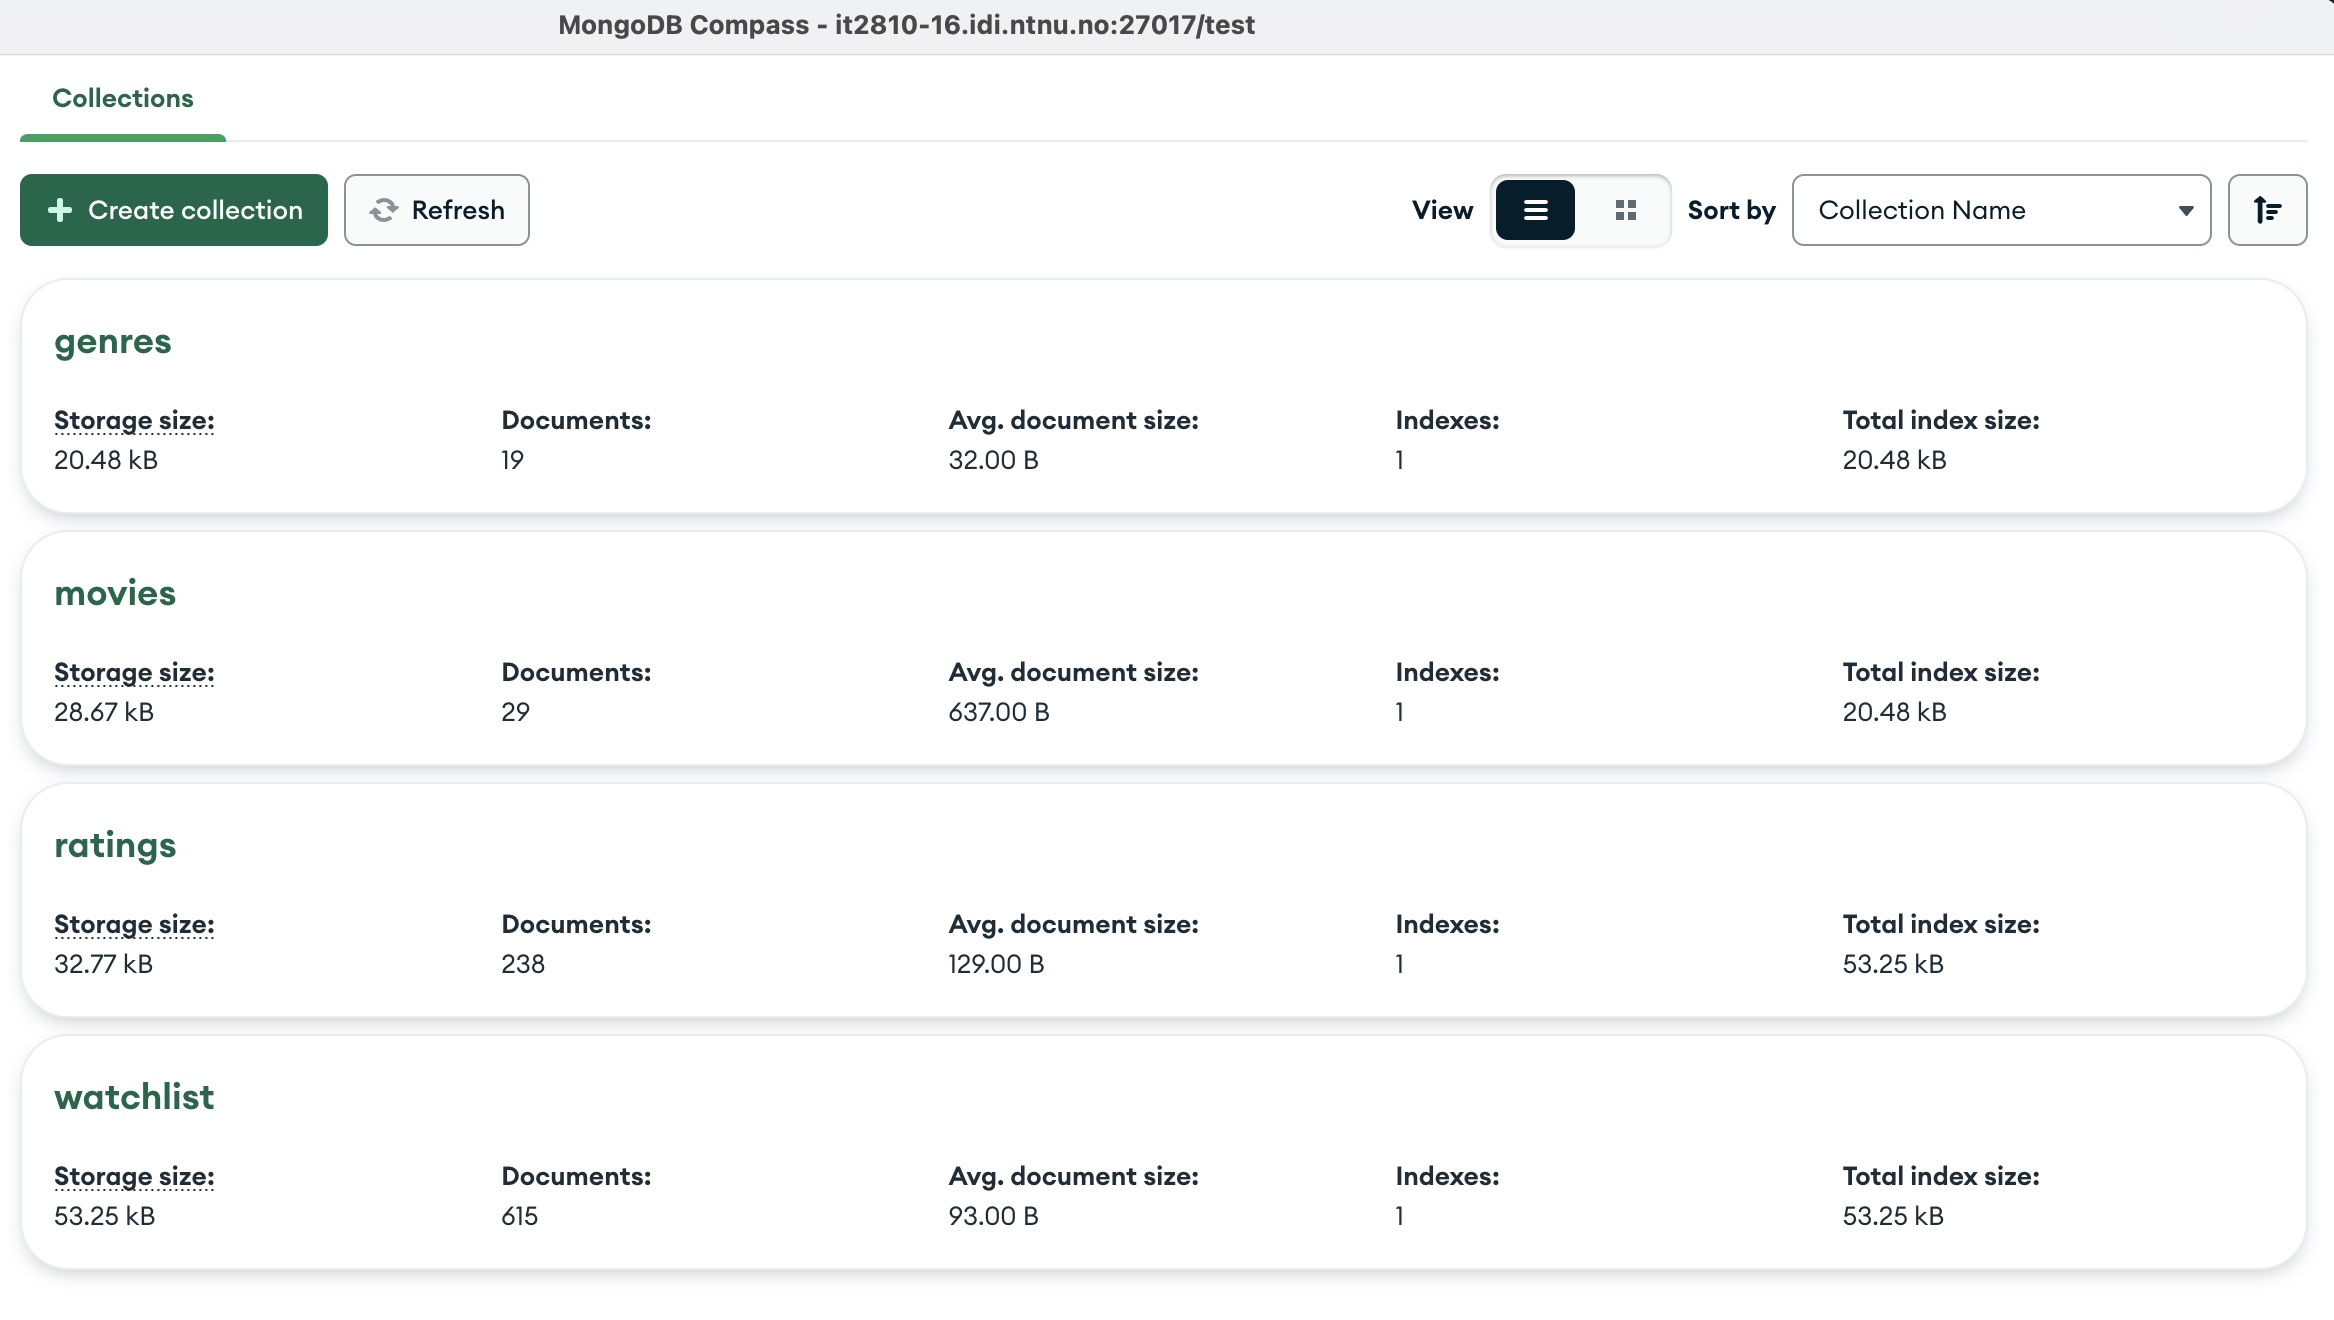 MongoDB Compass - it2810-16.idi.ntnu.no:27017/test
Collections
Create collection Refresh View Sort by Collection Name
genres
Storage size: Documents: Avg. document size: Indexes: Total index size:
20.48 kB 19 32.00 B 1 20.48 kB
movies
Storage size: Documents: Avg. document size: Indexes: Total index size:
28.67 kB 29 637.00 B 1 20.48 kB
ratings
Storage size: Documents: Avg. document size: Indexes: Total index size:
32.77 kB 238 129.00 B 1 53.25 kB
watchlist
Storage size: Documents: Avg. document size: Indexes: Total index size:
53.25 kB 615 93.00 B 1 53.25 kB